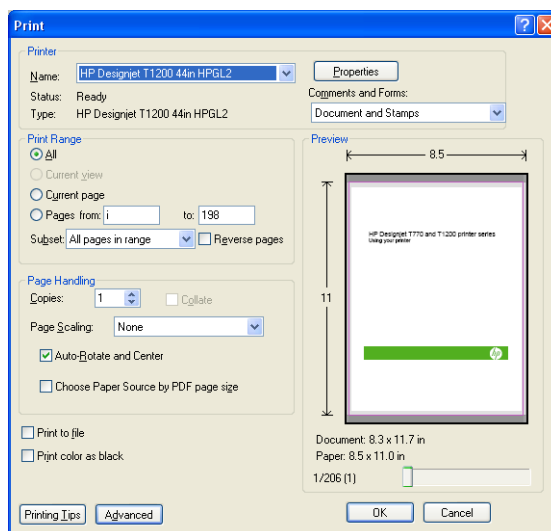 Print
Printer
Name: HP Designjet T1200 44in HPGL2
Properties
Status: Ready
Type: HP Designjet T1200 44in HPGL2
Comments and Forms:
Document and Stamps
Print Range
All
Current view
Current page
Pages from: i to: 198
Subset: All pages in range
Reverse pages
Page Handling
Copies: 1
Collate
Page Scaling: None
Auto-Rotate and Center
Choose Paper Source by PDF page size
Print to file
Print color as black
Preview
8.5
11
HP Designjet T770 and T1200 printer series
Using your printer
hp
Document: 8.3 x 11.7 in
Paper: 8.5 x 11.0 in
1/206 (1)
Printing Tips
Advanced
OK
Cancel